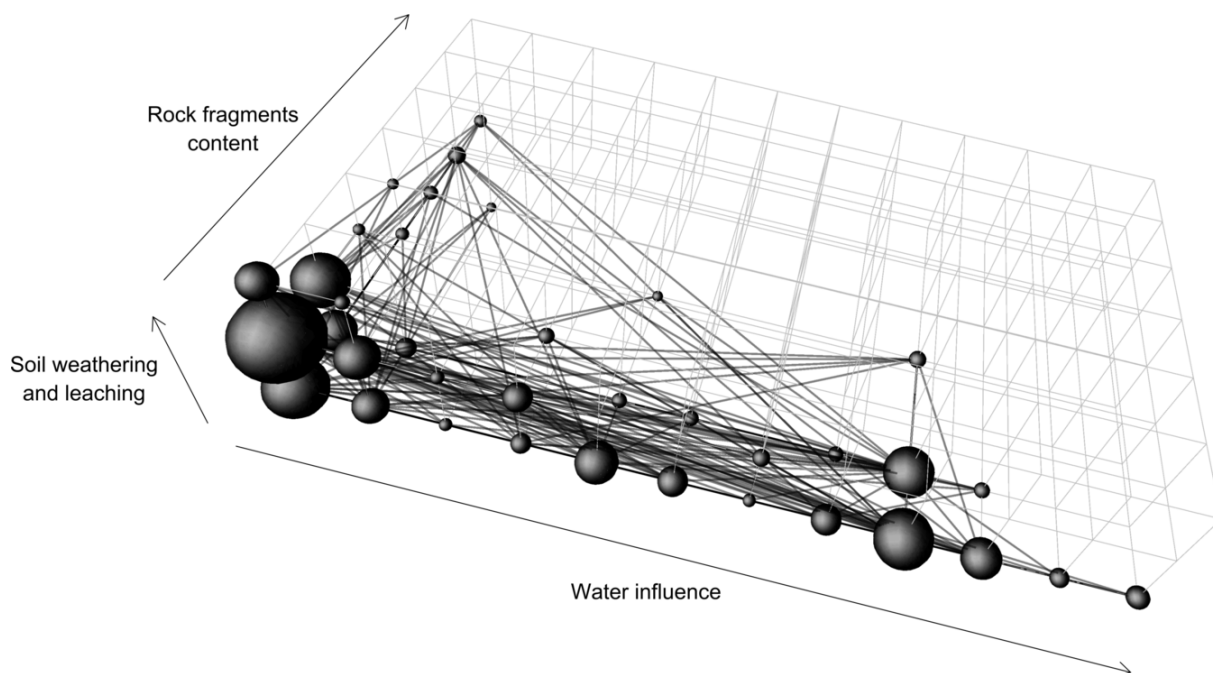 Rock fragments
content
Soil weathering
and leaching
Water influence